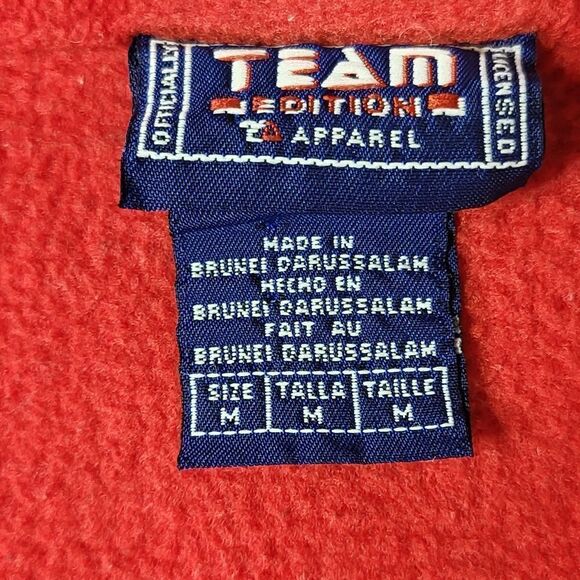 OFFICIALLY
TEAM
EDITION
APPAREL
LICENSED
MADE IN
BRUNEI DARUSSALAM
HECHO EN
BRUNEI DARUSSALAM
FAIT AU
BRUNEI DARUSSALAM
SIZE TALLA TAILLE
M M M